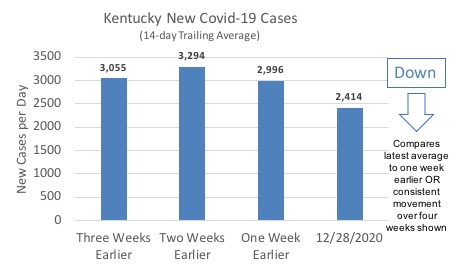 Kentucky New Covid-19 Cases
(14-day Trailing Average)
New Cases per Day
3500
3000
2500
2000
1500
1000
500
0
3,055
3,294
2,996
2,414
Three Weeks
Earlier
Two Weeks
Earlier
One Week
Earlier
12/28/2020
Down
Compares
latest average
to one week
earlier OR
consistent
movement
over four
weeks shown